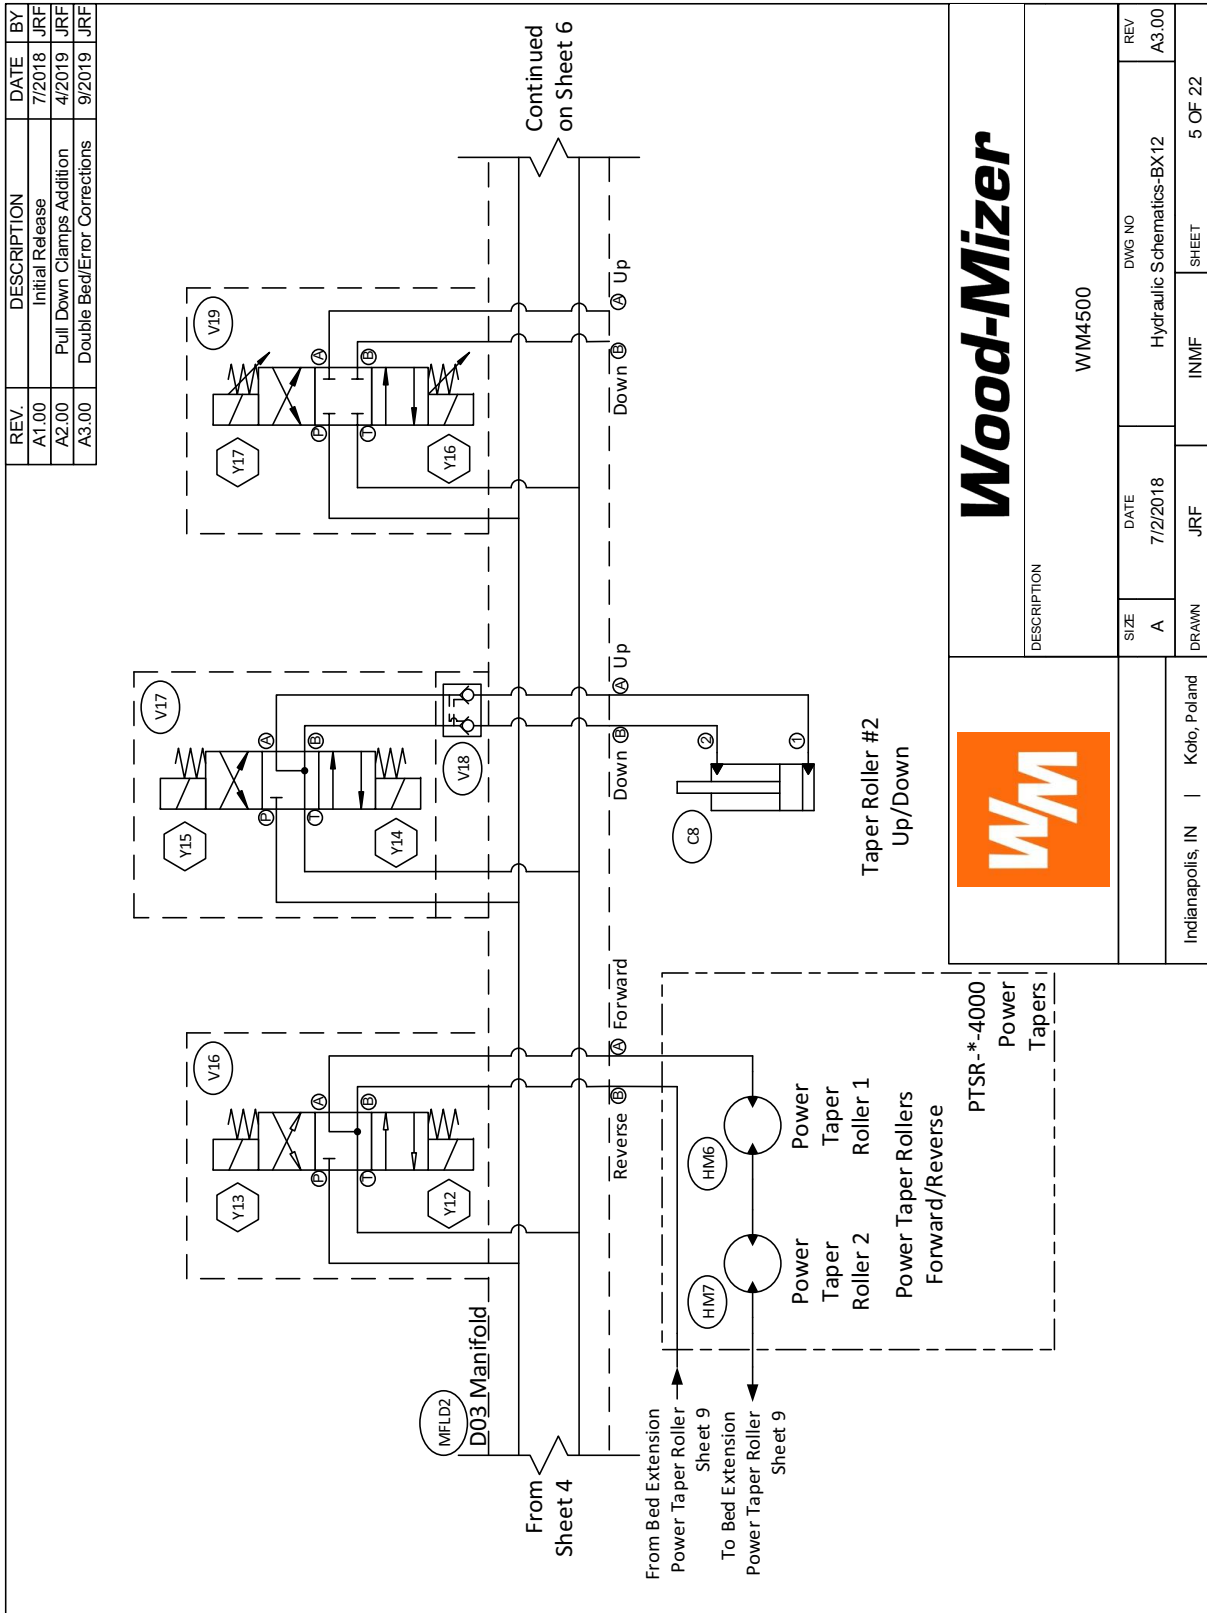 REV. DESCRIPTION DATE BY
A1.00 Initial Release 7/2018 JRF
A2.00 Pull Down Clamps Addition 4/2019 JRF
A3.00 Double Bed/Error Corrections 9/2019 JRF
V16
V17
V19
Y13
Y12
P
T
A
B
Y15
Y14
P
T
A
B
V18
Y17
Y16
P
T
A
B
MFLD2
D03 Manifold
From
Sheet 4
Continued
on Sheet 6
Reverse B
A Forward
Down B
A Up
Down B
A Up
From Bed Extension
Power Taper Roller
Sheet 9
To Bed Extension
Power Taper Roller
Sheet 9
HM7
HM6
Power
Taper
Roller 2
Power
Taper
Roller 1
Power Taper Rollers
Forward/Reverse
PTSR-*-4000
Power
Tapers
C8
2
1
Taper Roller #2
Up/Down
WM
Wood-Mizer
DESCRIPTION
WM4500
SIZE DATE DWG NO REV
A 7/2/2018 Hydraulic Schematics-BX12 A3.00
Indianapolis, IN | Koło, Poland
DRAWN JRF INMF SHEET 5 OF 22